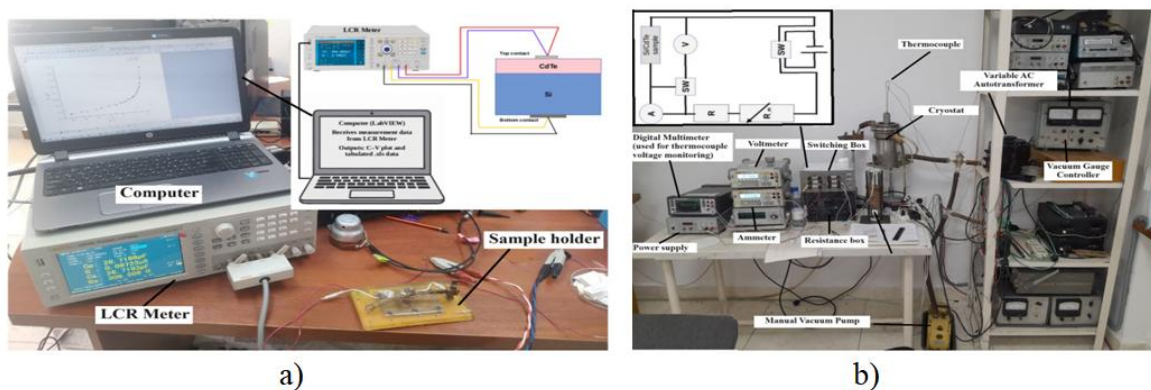 LCR Meter
Top contact
CdTe
Si
Bottom contact
Computer (LabVIEW)
Receives measurement data
from LCR Meter
Outputs: C–V plot and
tabulated .xls data
Computer
Sample holder
LCR Meter
a)
Si/CdTe
sample
V
SW
SW
A
R
R
Thermocouple
Variable AC
Autotransformer
Cryostat
Digital Multimeter
(used for thermocouple
voltage monitoring)
Voltmeter
Switching Box
Vacuum Gauge
Controller
Power supply
Ammeter
Resistance box
Manual Vacuum Pump
b)